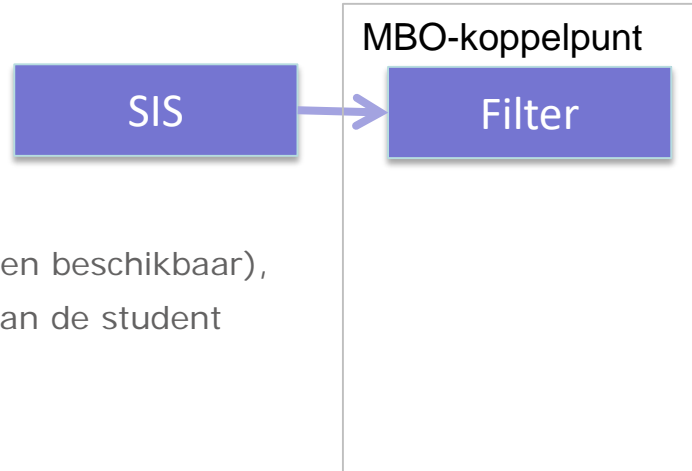 MBO-koppelpunt
SIS
Filter
en beschikbaar),
an de student